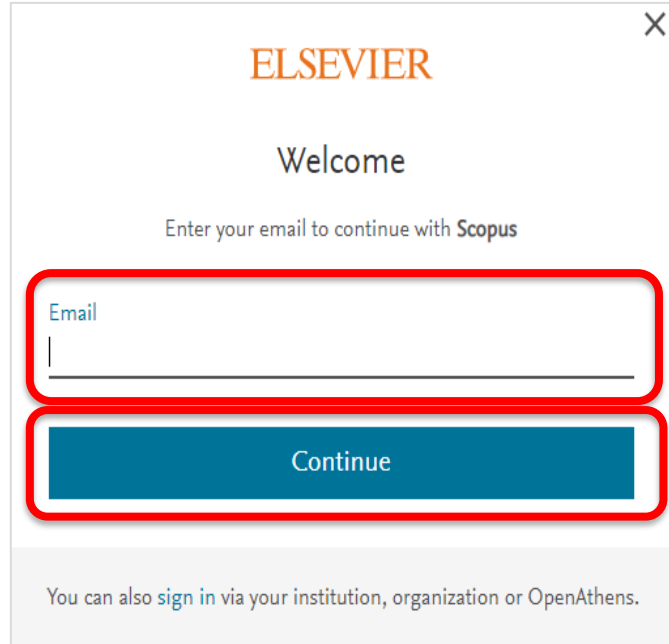 ELSEVIER
Welcome
Enter your email to continue with Scopus
Email
Continue
You can also sign in via your institution, organization or OpenAthens.